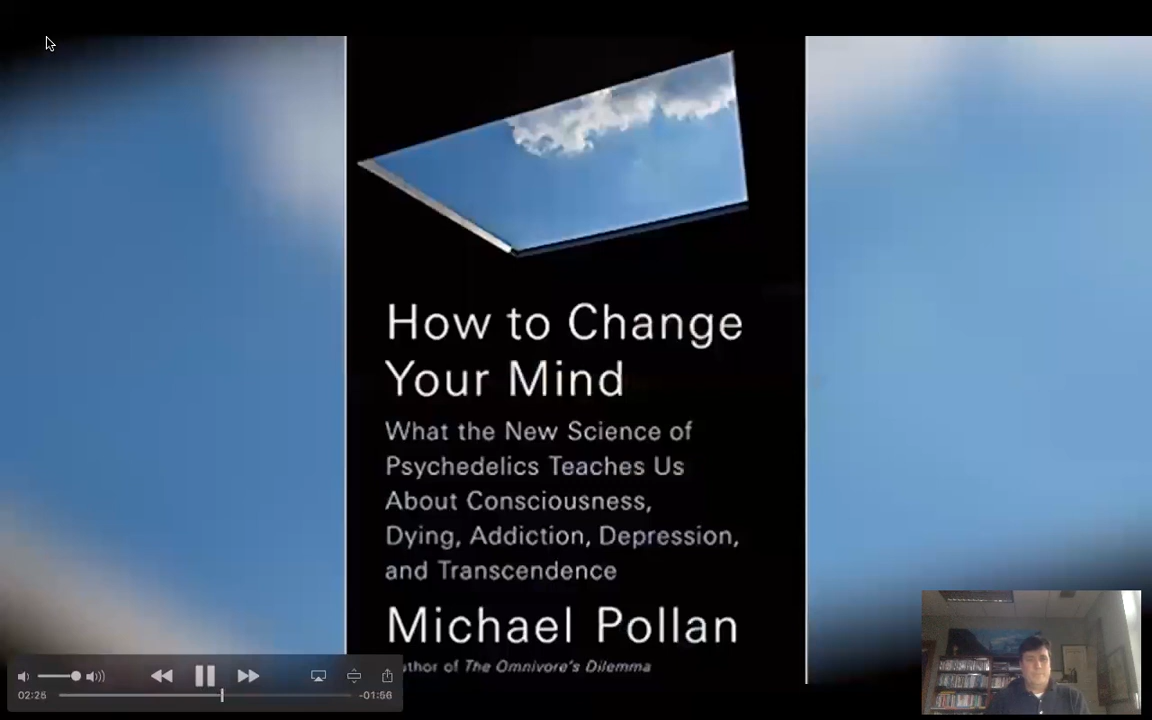 How to Change
Your Mind
What the New Science of
Psychedelics Teaches Us
About Consciousness,
Dying, Addiction, Depression,
and Transcendence
Michael Pollan
of The Omnivore's Dilemma
02:25
-01:56